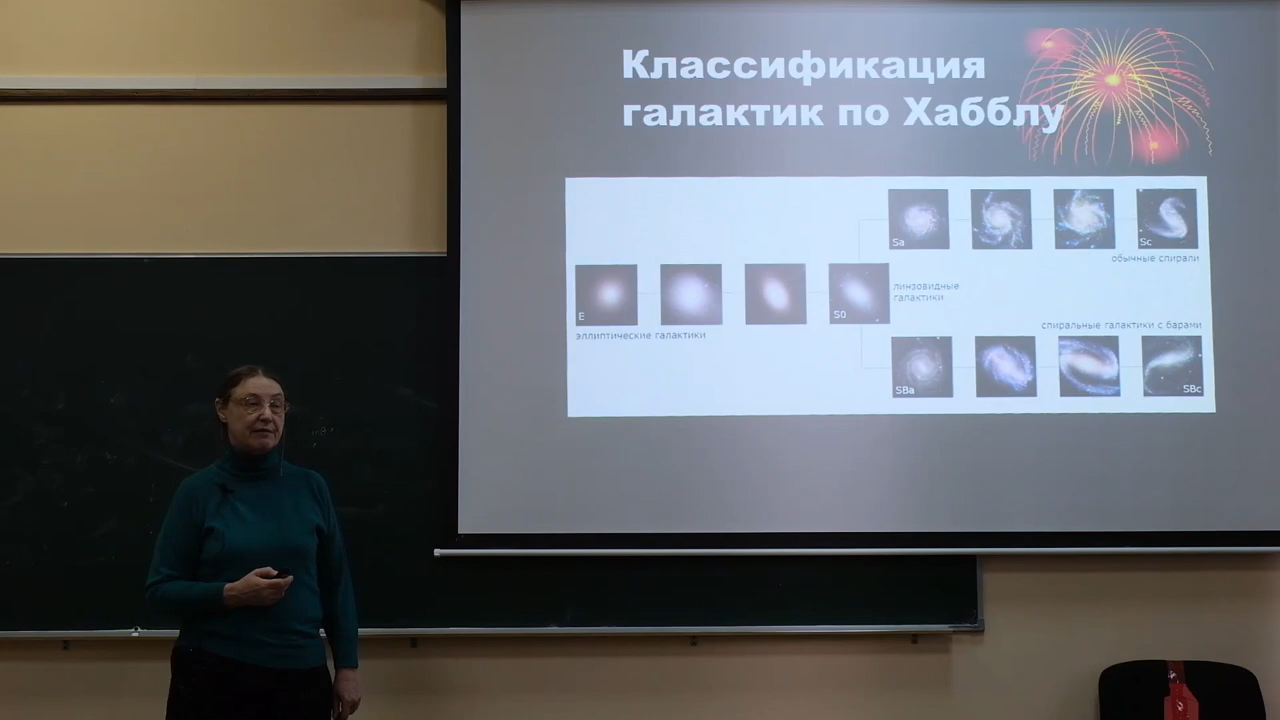 Классификация
галактик по Хабблу
Sa
Sc
обычные спирали
E
S0
линзовидные
галактики
эллиптические галактики
спиральные галактики с барами
SBa
SBc